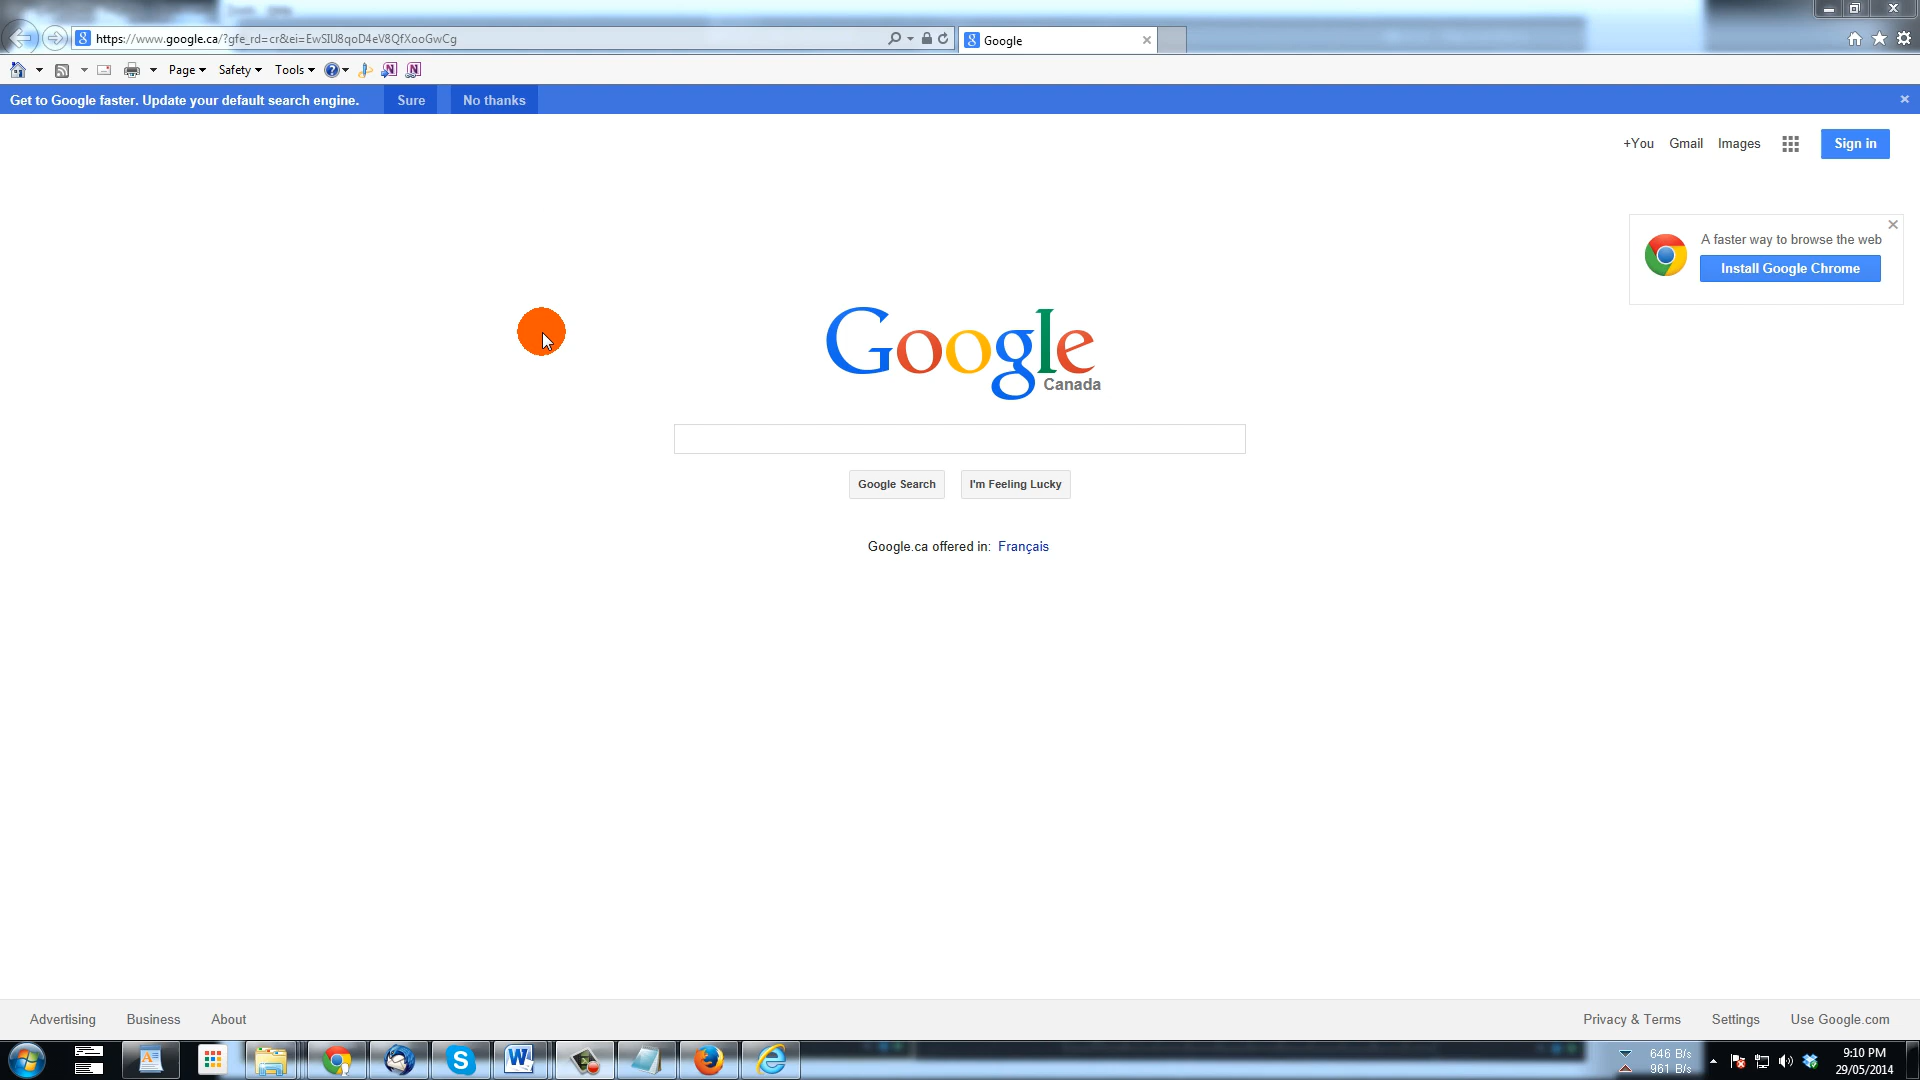 https://www.google.ca/?gfe_rd=cr&ei=EwSIU8qoD4eV8QfXooGwCg
Google
Page Safety Tools
Get to Google faster. Update your default search engine. Sure No thanks
+You Gmail Images Sign in
A faster way to browse the web
Install Google Chrome
Google
Canada
Google Search I'm Feeling Lucky
Google.ca offered in: Français
Advertising Business About Privacy & Terms Settings Use Google.com
646 B/s
961 B/s
9:10 PM
29/05/2014